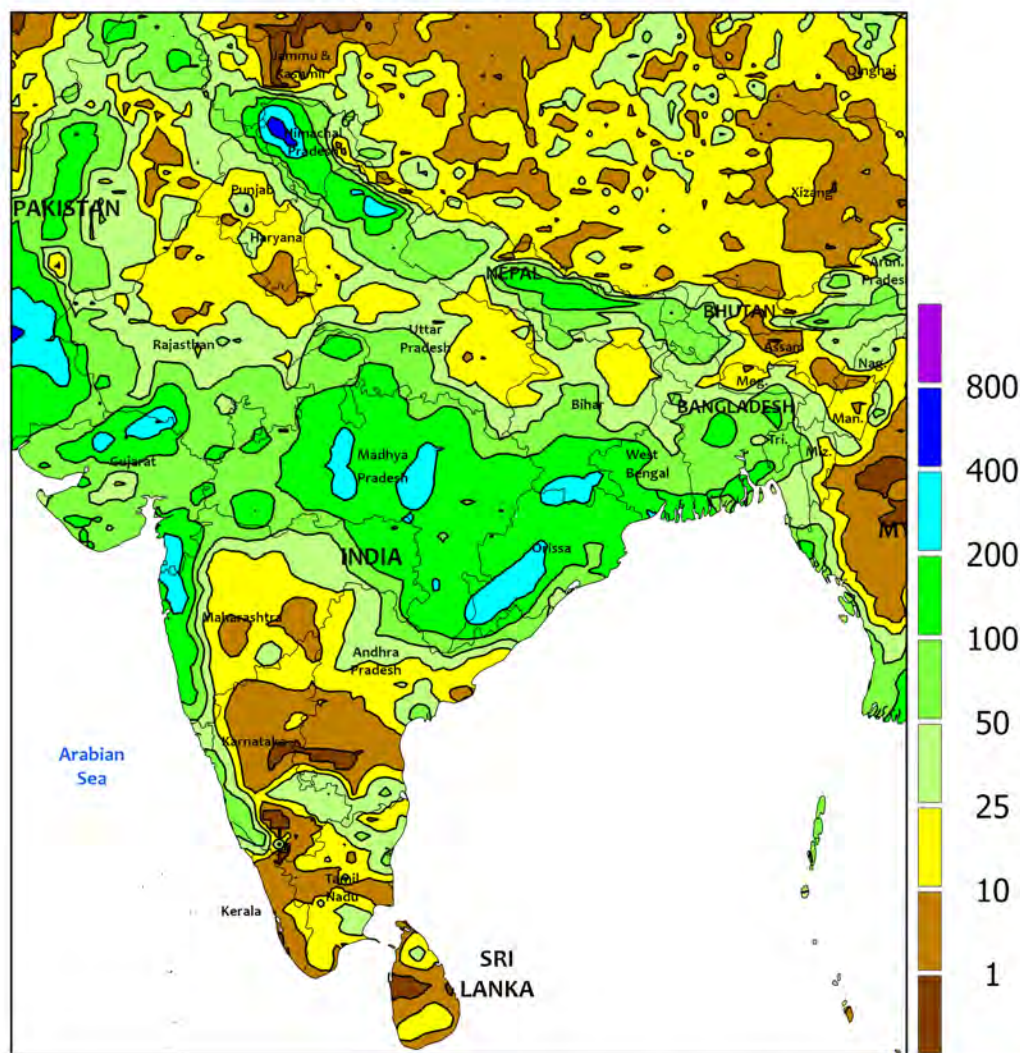 Jammu &
Kashmir
Qinghai
Himachal
Pradesh
Punjab
Xizang
PAKISTAN
Haryana
NEPAL
Arun.
Pradesh
BHUTAN
Rajasthan
Uttar
Pradesh
Assam
Nag.
Meg.
Bihar
BANGLADESH
Man.
Tri.
Miz.
Gujarat
Madhya
Pradesh
West
Bengal
MY
INDIA
Orissa
Maharashtra
Andhra
Pradesh
Karnataka
Arabian
Sea
Tamil
Nadu
Kerala
SRI
LANKA
800
400
200
100
50
25
10
1